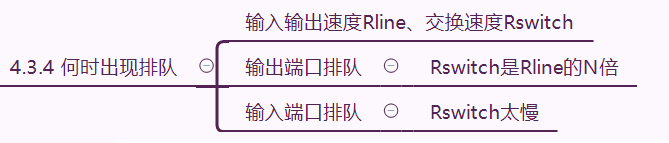 输入输出速度Rline、交换速度Rswitch
4.3.4 何时出现排队
输出端口排队
Rswitch是Rline的N倍
输入端口排队
Rswitch太慢